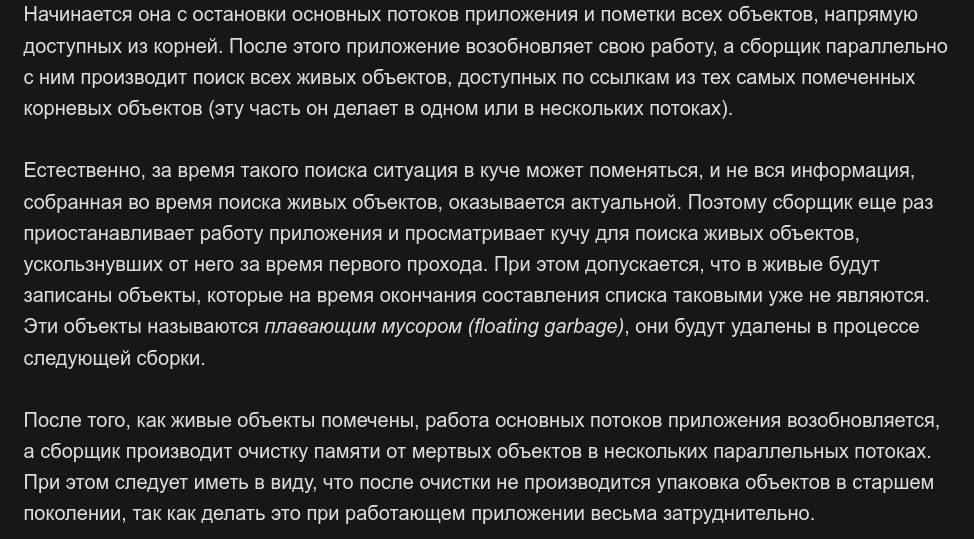 Начинается она с остановки основных потоков приложения и пометки всех объектов, напрямую
доступных из корней. После этого приложение возобновляет свою работу, а сборщик параллельно
с ним производит поиск всех живых объектов, доступных по ссылкам из тех самых помеченных
корневых объектов (эту часть он делает в одном или в нескольких потоках).
Естественно, за время такого поиска ситуация в куче может поменяться, и не вся информация,
собранная во время поиска живых объектов, оказывается актуальной. Поэтому сборщик еще раз
приостанавливает работу приложения и просматривает кучу для поиска живых объектов,
ускользнувших от него за время первого прохода. При этом допускается, что в живые будут
записаны объекты, которые на время окончания составления списка таковыми уже не являются.
Эти объекты называются плавающим мусором (floating garbage), они будут удалены в процессе
следующей сборки.
После того, как живые объекты помечены, работа основных потоков приложения возобновляется,
а сборщик производит очистку памяти от мертвых объектов в нескольких параллельных потоках.
При этом следует иметь в виду, что после очистки не производится упаковка объектов в старшем
поколении, так как делать это при работающем приложении весьма затруднительно.